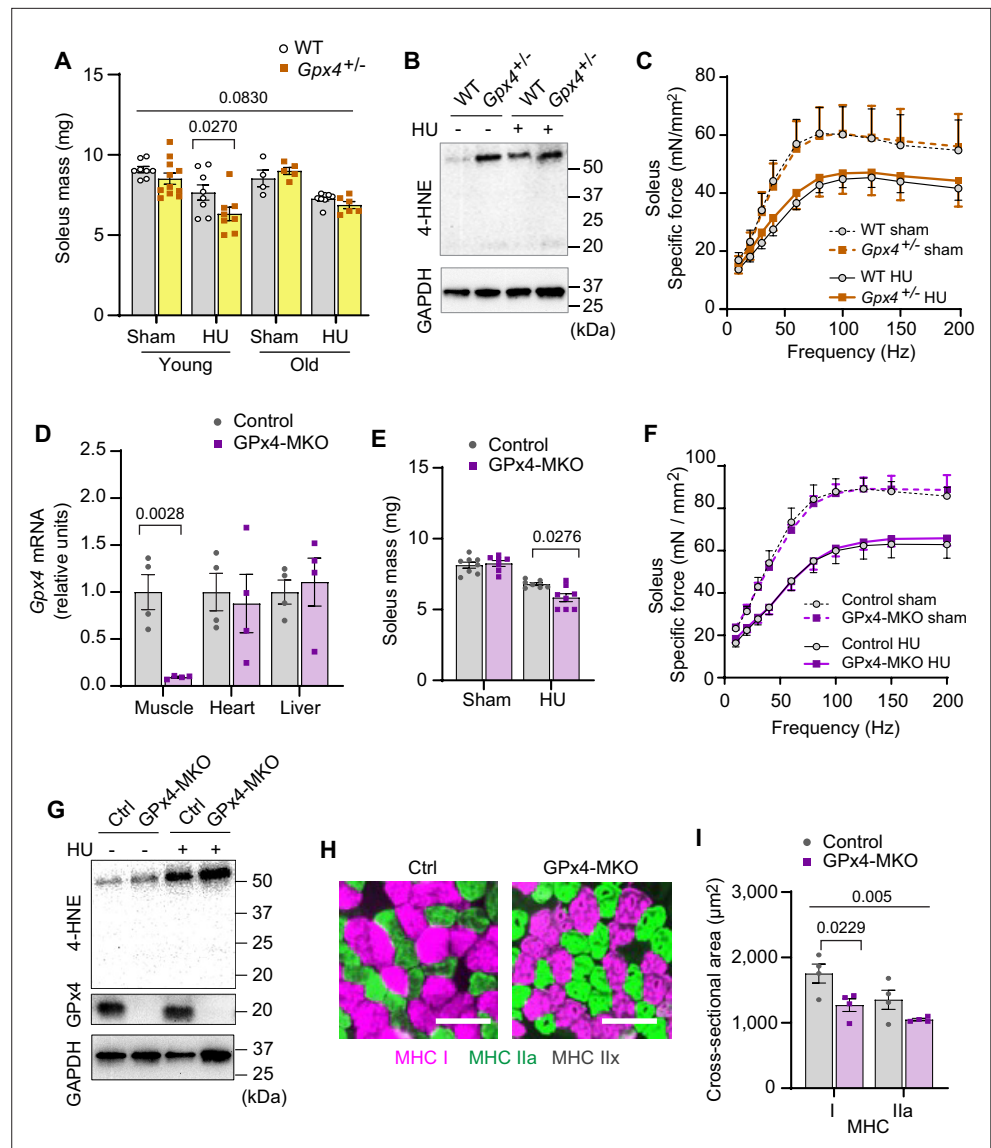 A
WT
Gpx4+/-
Soleus mass (mg)
15
10
5
0
0.0830
0.0270
Sham HU Sham HU
Young Old
B
WT Gpx4+/- WT Gpx4+/-
HU - - + +
4-HNE
50
37
25
20
GAPDH
37
25
(kDa)
C
Soleus
Specific force (mN/mm2)
80
60
40
20
0
WT sham
Gpx4+/- sham
WT HU
Gpx4+/- HU
0 50 100 150 200
Frequency (Hz)
D
Control
GPx4-MKO
Gpx4 mRNA
(relative units)
2.5
2.0
1.5
1.0
0.5
0.0
0.0028
Muscle Heart Liver
E
Control
GPx4-MKO
Soleus mass (mg)
15
10
5
0
0.0276
Sham HU
F
Soleus
Specific force (mN / mm2)
100
80
60
40
20
0
Control sham
GPx4-MKO sham
Control HU
GPx4-MKO HU
0 50 100 150 200
Frequency (Hz)
G
Ctrl GPx4-MKO Ctrl GPx4-MKO
HU - - + +
4-HNE
50
37
25
20
GPx4
20
GAPDH
37
25
(kDa)
H
Ctrl GPx4-MKO
MHC I MHC IIa MHC IIx
I
Control
GPx4-MKO
Cross-sectional area (μm2)
3,000
2,000
1,000
0
0.005
0.0229
I IIa
MHC